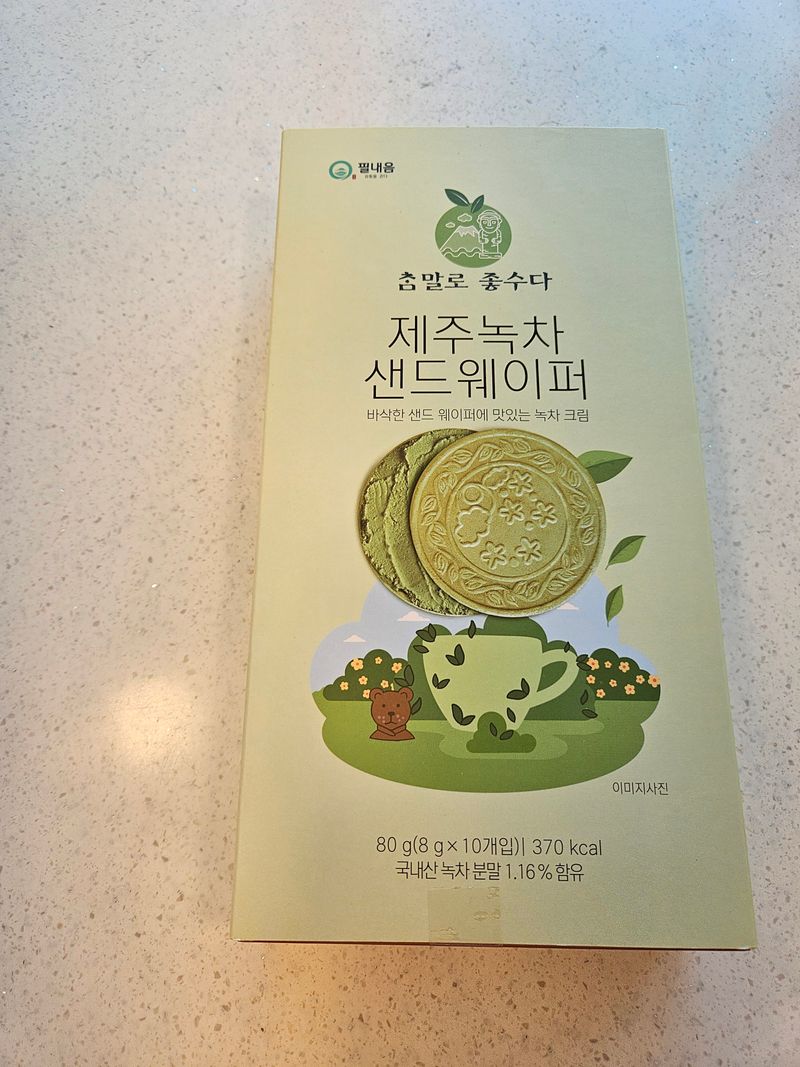 필내음
참말로 좋수다
제주녹차
샌드웨이퍼
바삭한 샌드 웨이퍼에 맛있는 녹차 크림
이미지사진
80 g(8 g×10개입)| 370 kcal
국내산 녹차 분말 1.16% 함유